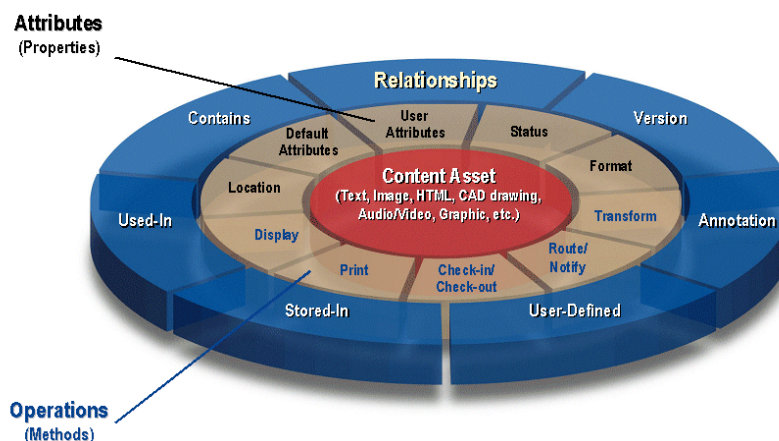 Attributes
(Properties)
Relationships
Contains
Version
User
Attributes
Status
Default
Attributes
Format
Content Asset
(Text, Image, HTML, CAD drawing,
Audio/Video, Graphic, etc.)
Location
Used-In
Transform
Annotation
Display
Route/
Notify
Print
Check-in/
Check-out
Stored-In
User-Defined
Operations
(Methods)